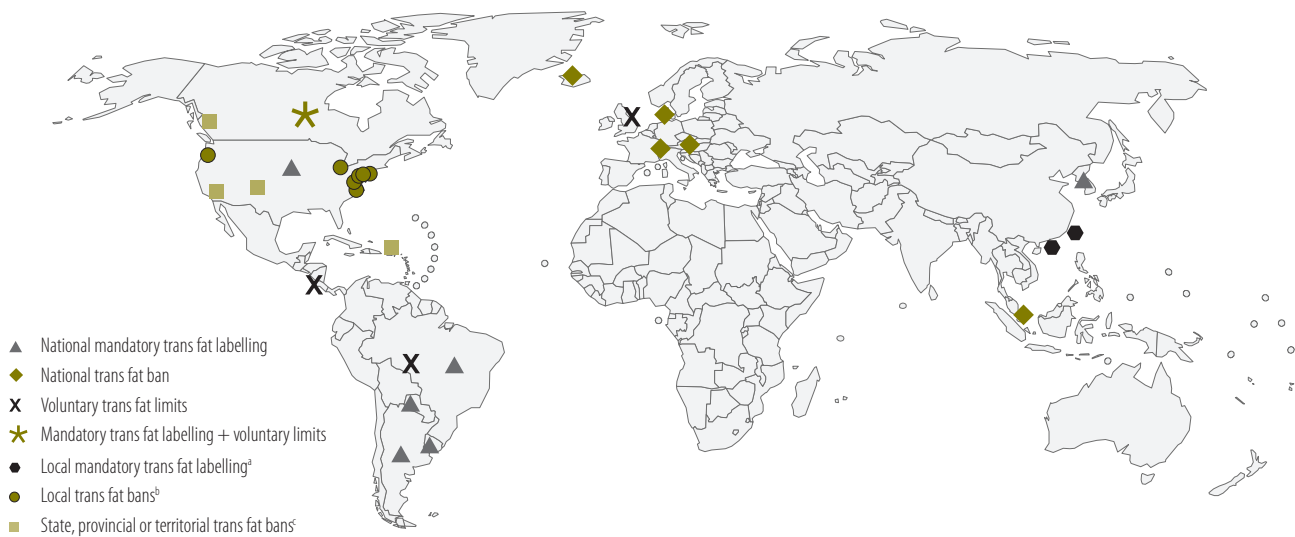 National mandatory trans fat labelling
National trans fat ban
Voluntary trans fat limits
Mandatory trans fat labelling + voluntary limits
Local mandatory trans fat labellingᵃ
Local trans fat bansᵇ
State, provincial or territorial trans fat bansᶜ